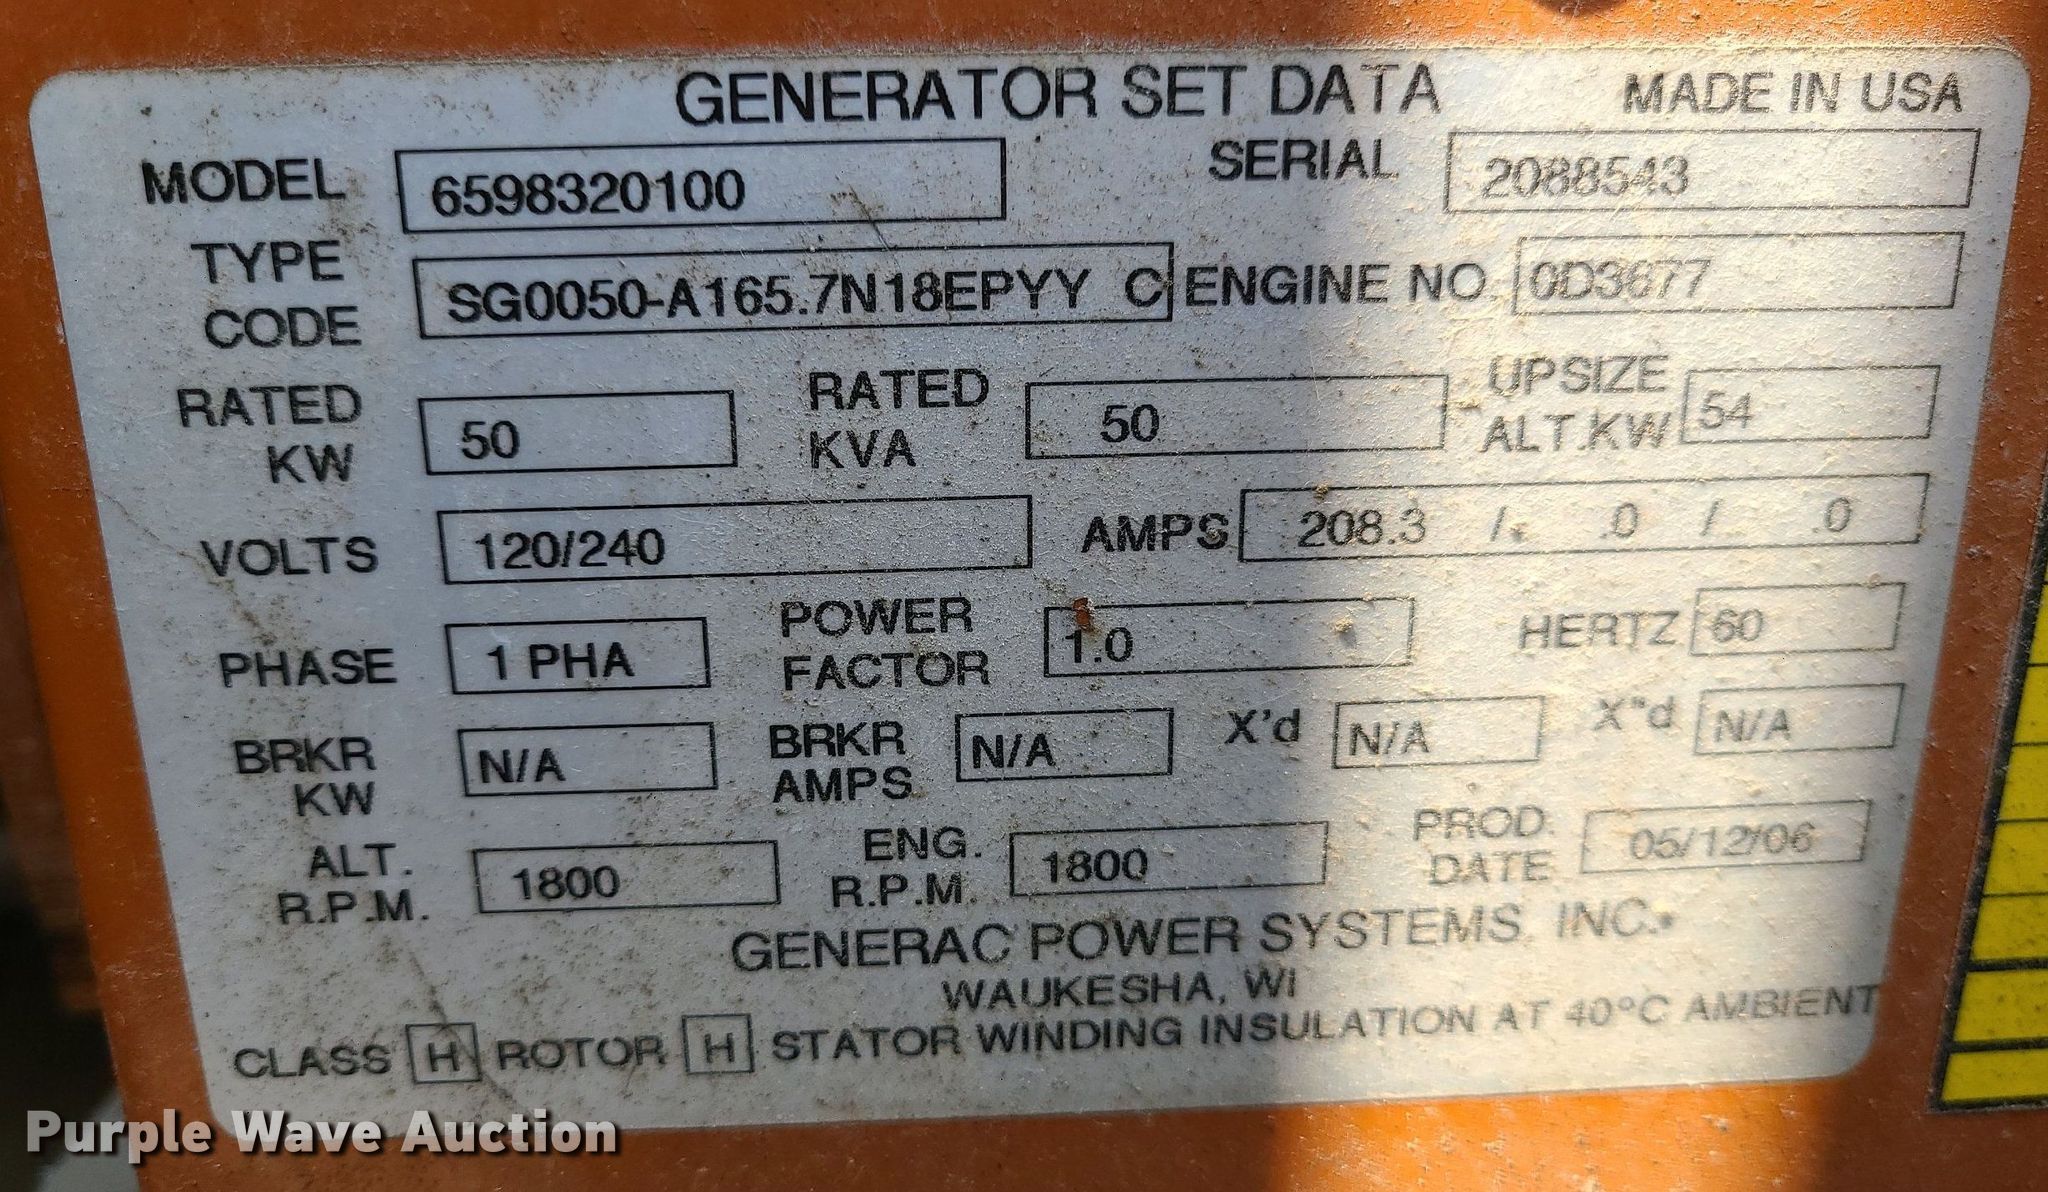 GENERATOR SET DATA MADE IN USA
MODEL 6598320100 SERIAL 2088543
TYPE CODE SG0050-A165.7N18EPYY C ENGINE NO. 0D3677
RATED KW 50 RATED KVA 50 UPSIZE ALT.KW 54
VOLTS 120/240 AMPS 208.3 / .0 / .0
PHASE 1 PHA POWER FACTOR 1.0 HERTZ 60
BRKR KW N/A BRKR AMPS N/A X'd N/A X"d N/A
ALT. R.P.M. 1800 ENG. R.P.M. 1800 PROD. DATE 05/12/06
GENERAC POWER SYSTEMS, INC.
WAUKESHA, WI
CLASS H ROTOR H STATOR WINDING INSULATION AT 40°C AMBIENT
Purple Wave Auction